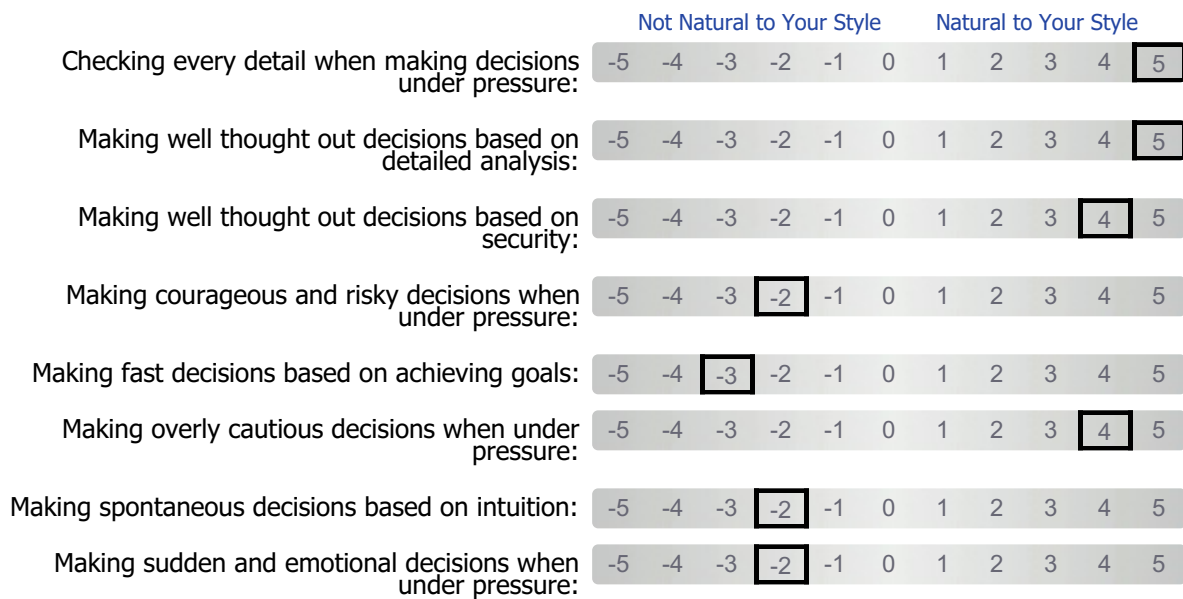 Not Natural to Your Style Natural to Your Style
Checking every detail when making decisions
under pressure:
-5 -4 -3 -2 -1 0 1 2 3 4 5
Making well thought out decisions based on
detailed analysis:
-5 -4 -3 -2 -1 0 1 2 3 4 5
Making well thought out decisions based on
security:
-5 -4 -3 -2 -1 0 1 2 3 4 5
Making courageous and risky decisions when
under pressure:
-5 -4 -3 -2 -1 0 1 2 3 4 5
Making fast decisions based on achieving goals:
-5 -4 -3 -2 -1 0 1 2 3 4 5
Making overly cautious decisions when under
pressure:
-5 -4 -3 -2 -1 0 1 2 3 4 5
Making spontaneous decisions based on intuition:
-5 -4 -3 -2 -1 0 1 2 3 4 5
Making sudden and emotional decisions when
under pressure:
-5 -4 -3 -2 -1 0 1 2 3 4 5